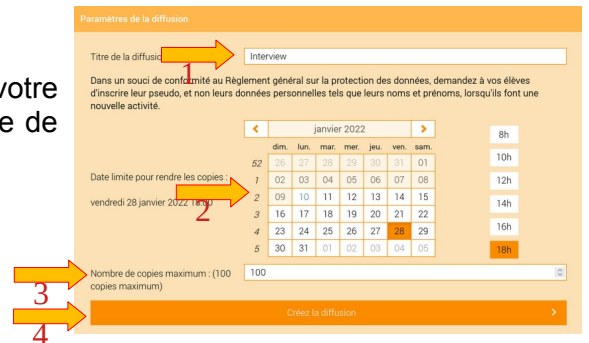 Paramètres de la diffusion
Titre de la diffusion
Interview
1
votre
e de
Dans un souci de conformité au Règlement général sur la protection des données, demandez à vos élèves
d'inscrire leur pseudo, et non leurs données personnelles tels que leurs noms et prénoms, lorsqu'ils font une
nouvelle activité.
janvier 2022
dim. lun. mar. mer. jeu. ven. sam.
52 26 27 28 29 30 31 01
1 02 03 04 05 06 07 08
2 09 10 11 12 13 14 15
3 16 17 18 19 20 21 22
4 23 24 25 26 27 28 29
5 30 31 01 02 03 04 05
8h
10h
12h
14h
16h
18h
Date limite pour rendre les copies :
vendredi 28 janvier 2022 18:00
2
Nombre de copies maximum : (100
copies maximum)
100
3
Créez la diffusion
4